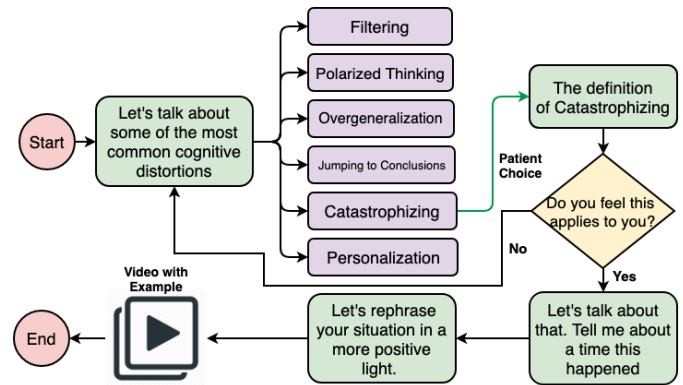 Start
Let's talk about
some of the most
common cognitive
distortions
Filtering
Polarized Thinking
Overgeneralization
Jumping to Conclusions
Catastrophizing
Personalization
Patient
Choice
The definition
of Catastrophizing
Do you feel this
applies to you?
No
Yes
Let's talk about
that. Tell me about
a time this
happened
Let's rephrase
your situation in a
more positive
light.
Video with
Example
End